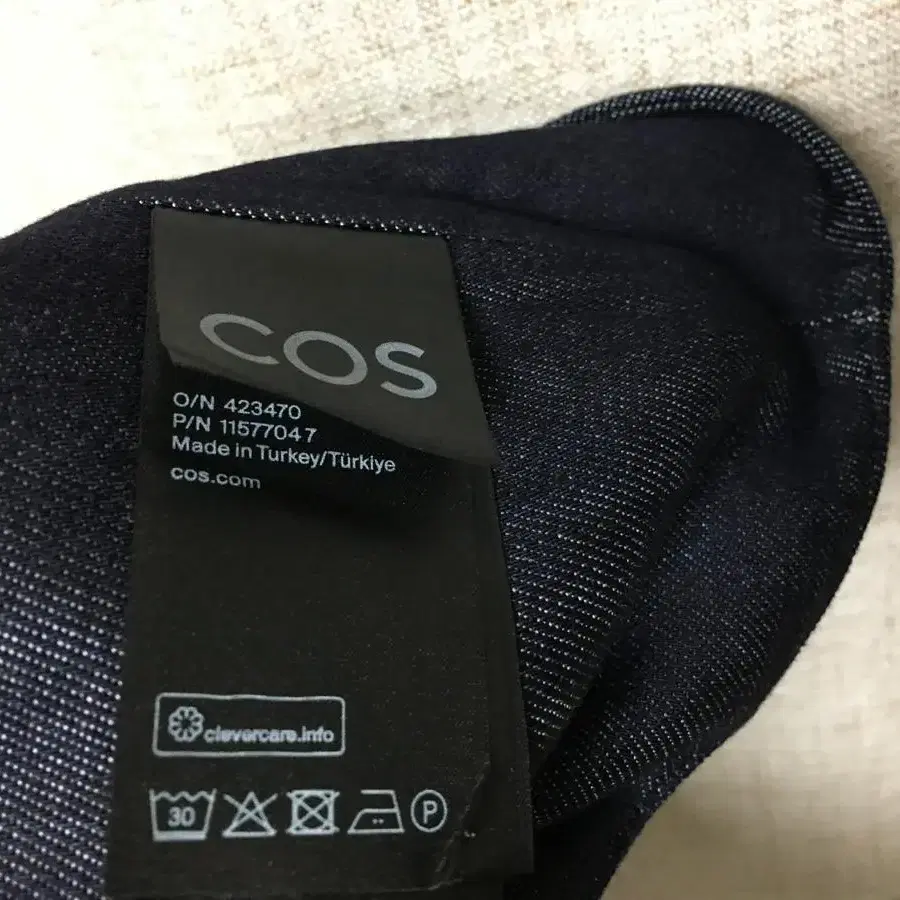 COS
O/N 423470
P/N 11577047
Made in Turkey/Türkiye
cos.com
clevercare.info
30
P